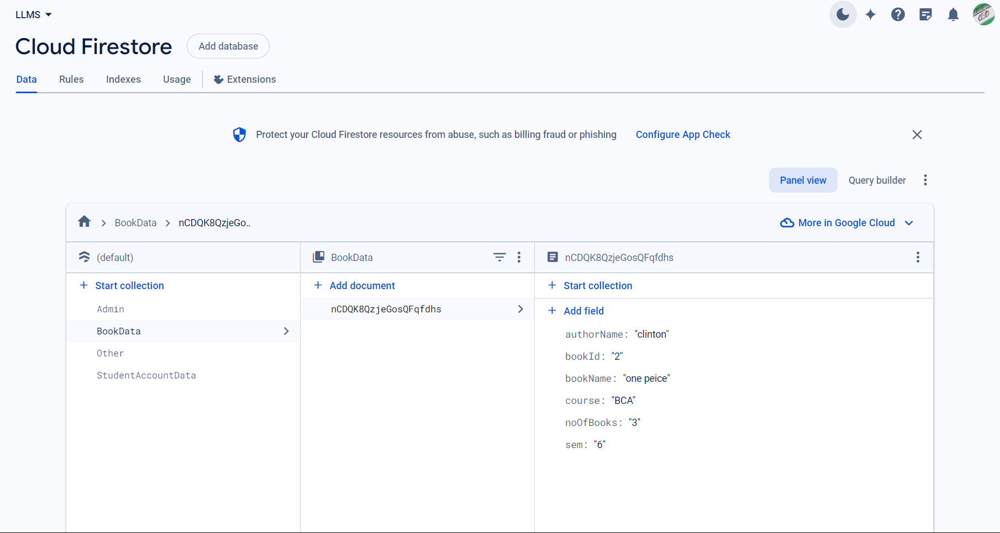 LLMS
Cloud Firestore
Add database
Data
Rules
Indexes
Usage
Extensions
Protect your Cloud Firestore resources from abuse, such as billing fraud or phishing
Configure App Check
Panel view
Query builder
BookData
nCDQK8QzjeGo..
More in Google Cloud
(default)
Start collection
Admin
BookData
Other
StudentAccountData
BookData
Add document
nCDQK8QzjeGosQFqfdhs
nCDQK8QzjeGosQFqfdhs
Start collection
Add field
authorName: "clinton"
bookId: "2"
bookName: "one peice"
course: "BCA"
noOfBooks: "3"
sem: "6"